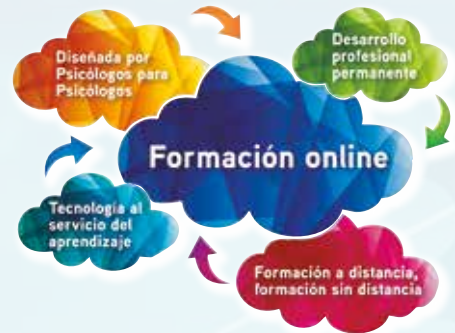 Diseñada por
Psicólogos para
Psicólogos
Desarrollo
profesional
permanente
Formación online
Tecnología al
servicio del
aprendizaje
Formación a distancia,
formación sin distancia